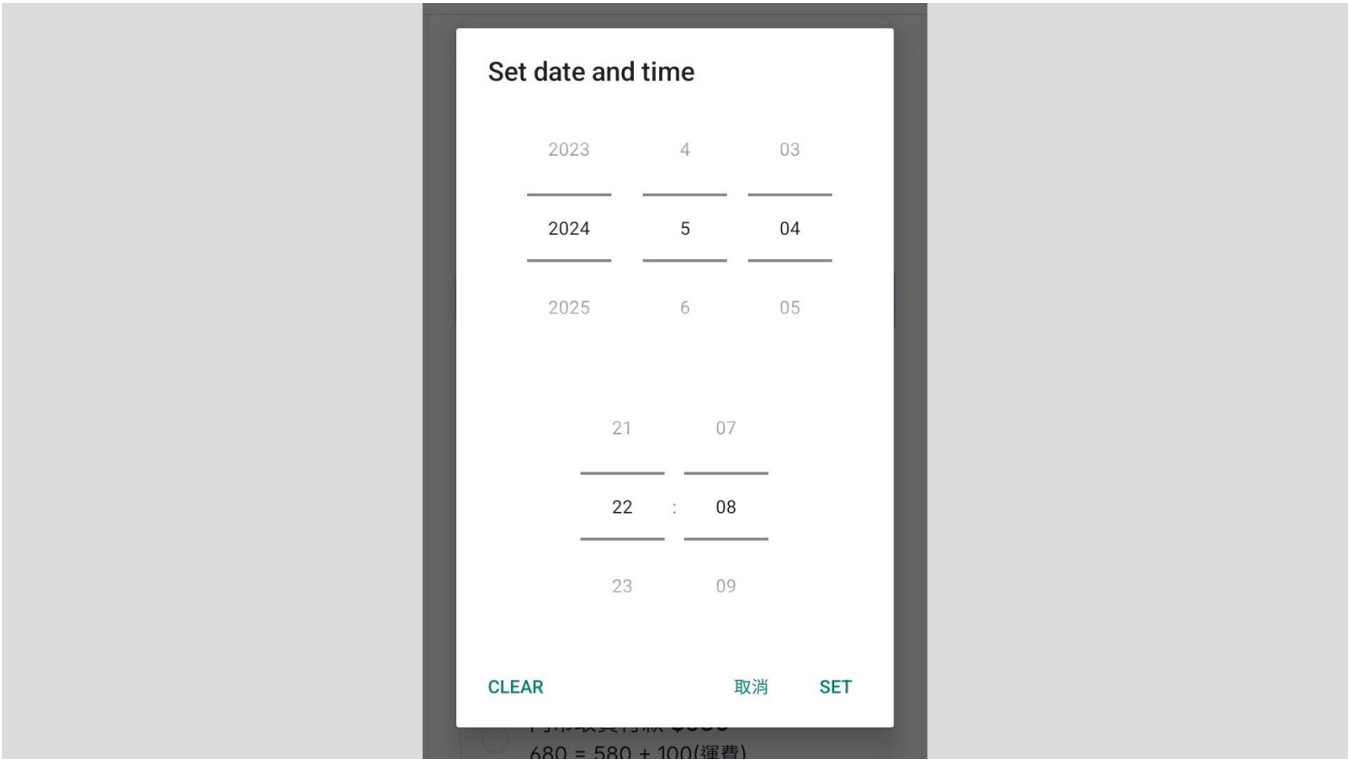 Set date and time
2023 4 03
2024 5 04
2025 6 05
21 07
22 : 08
23 09
CLEAR 取消 SET
680 = 580 + 100(運費)